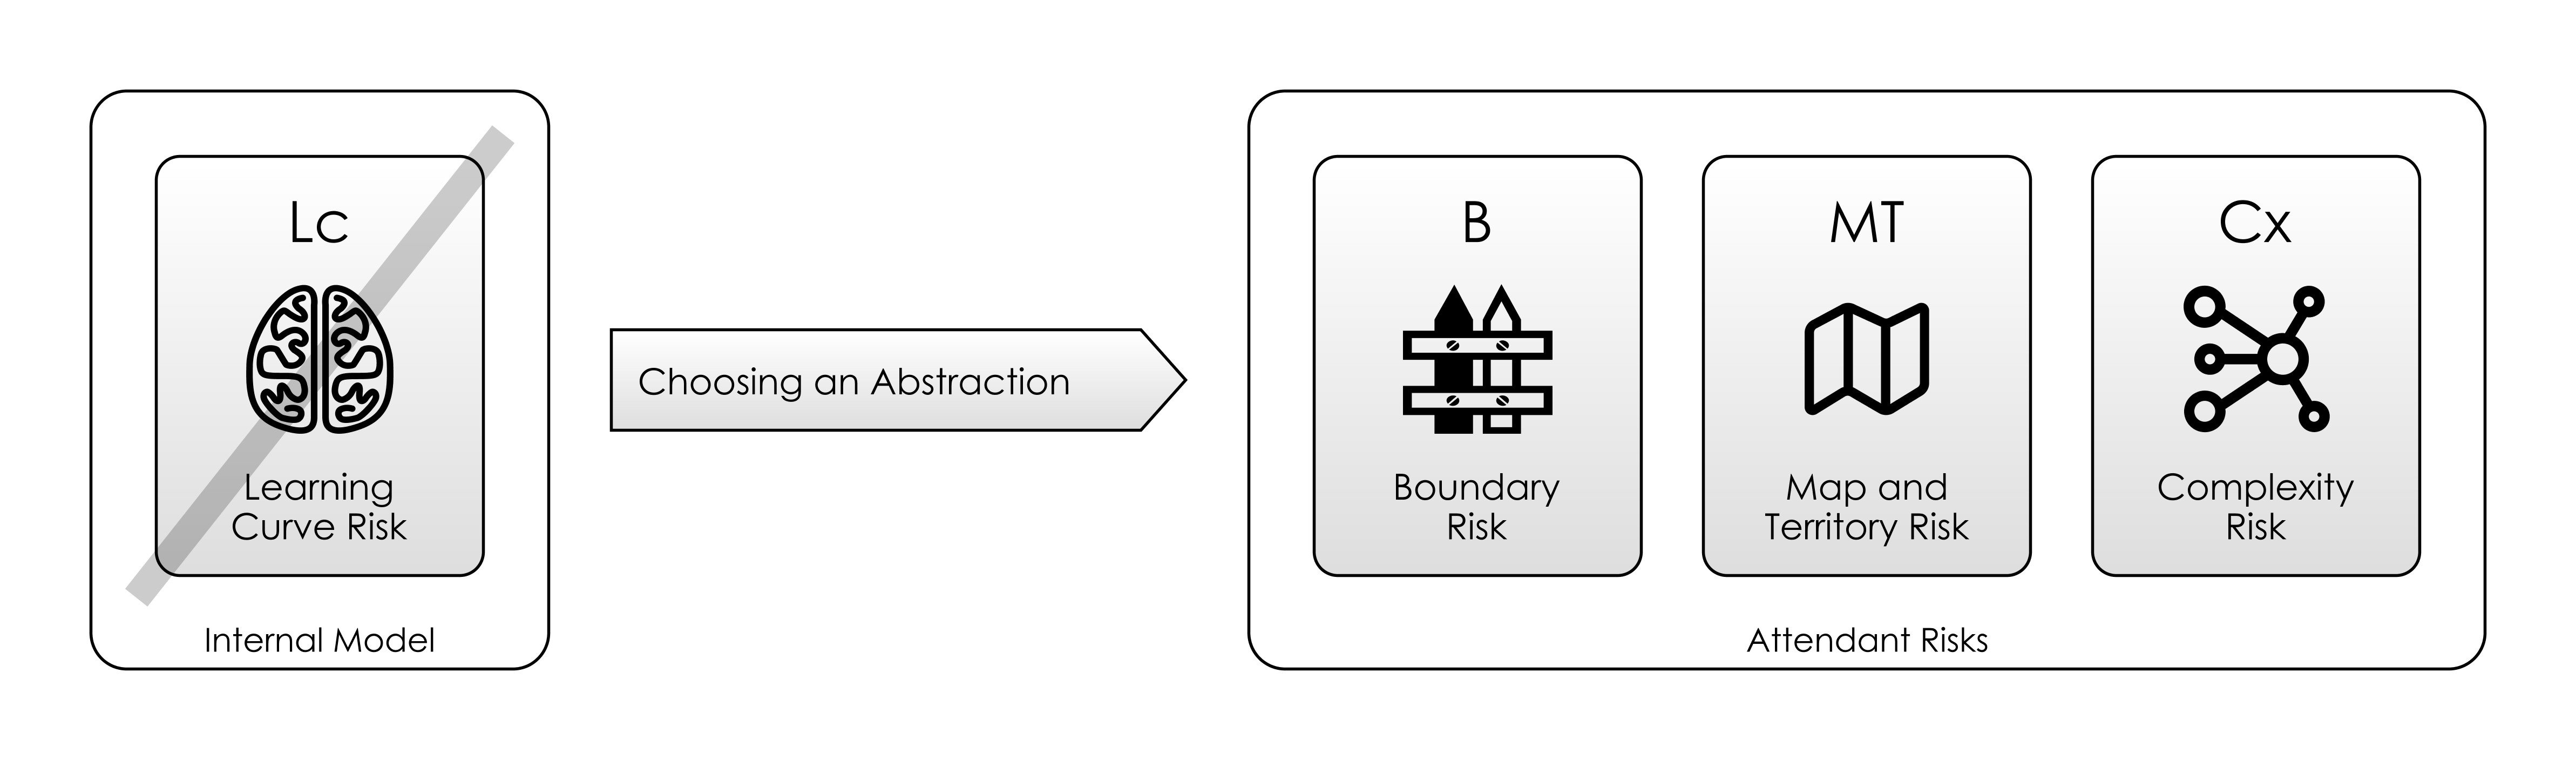 Lc
Learning
Curve Risk
Internal Model
Choosing an Abstraction
B
Boundary
Risk
MT
Map and
Territory Risk
Cx
Complexity
Risk
Attendant Risks